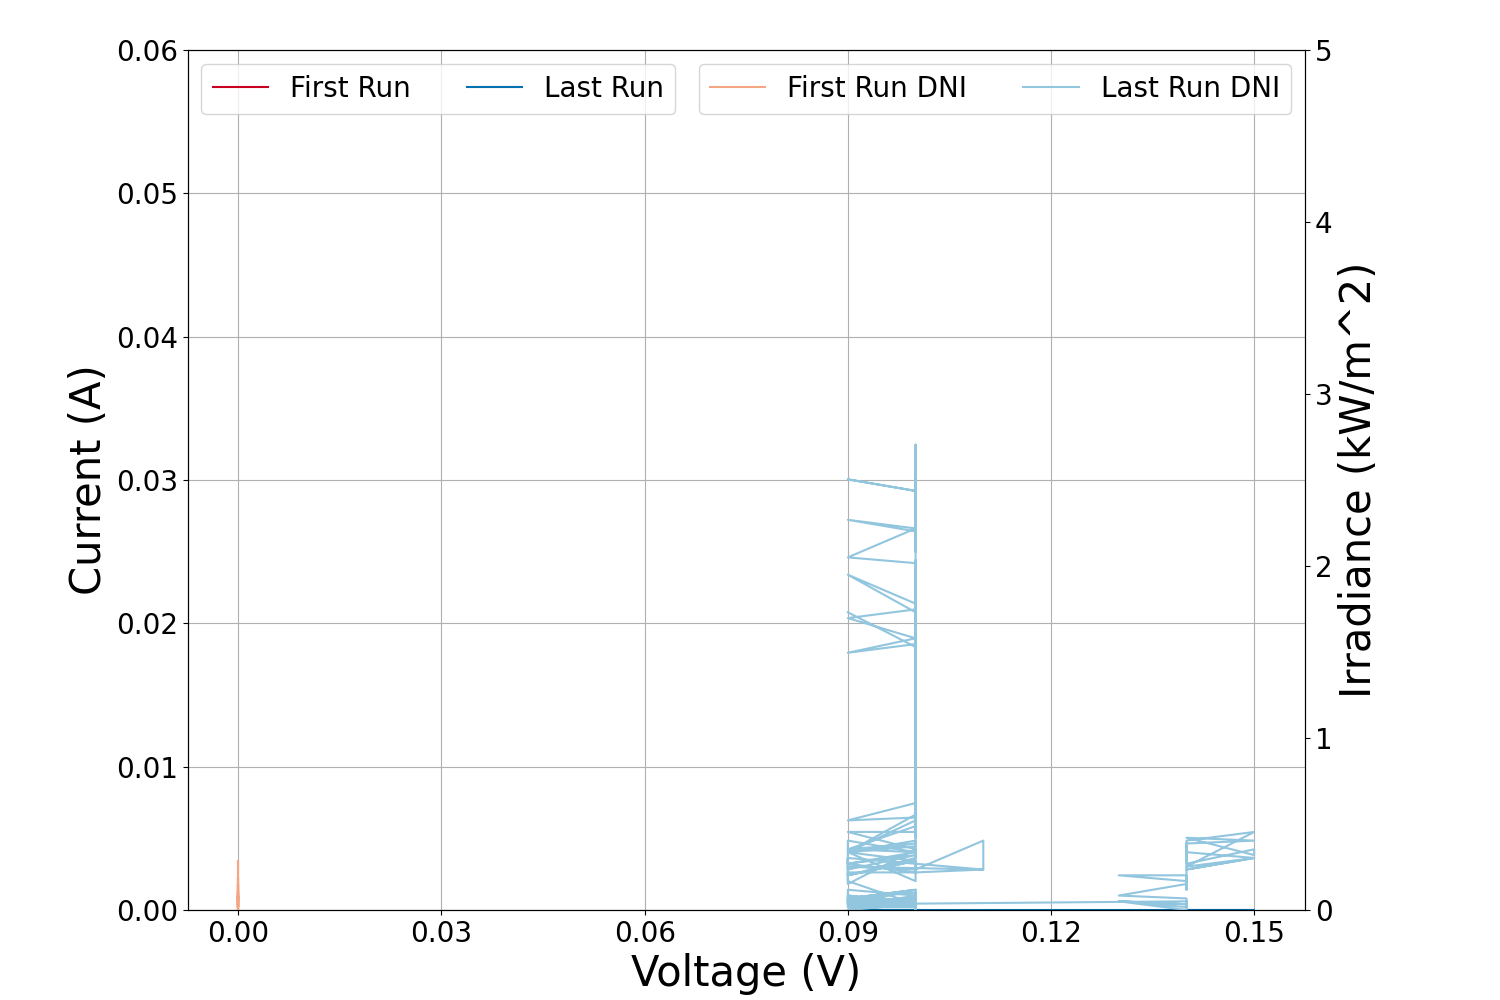 First Run
Last Run
First Run DNI
Last Run DNI
0.06
0.05
0.04
0.03
0.02
0.01
0.00
Current (A)
5
4
3
2
1
0
Irradiance (kW/m^2)
0.00 0.03 0.06 0.09 0.12 0.15
Voltage (V)